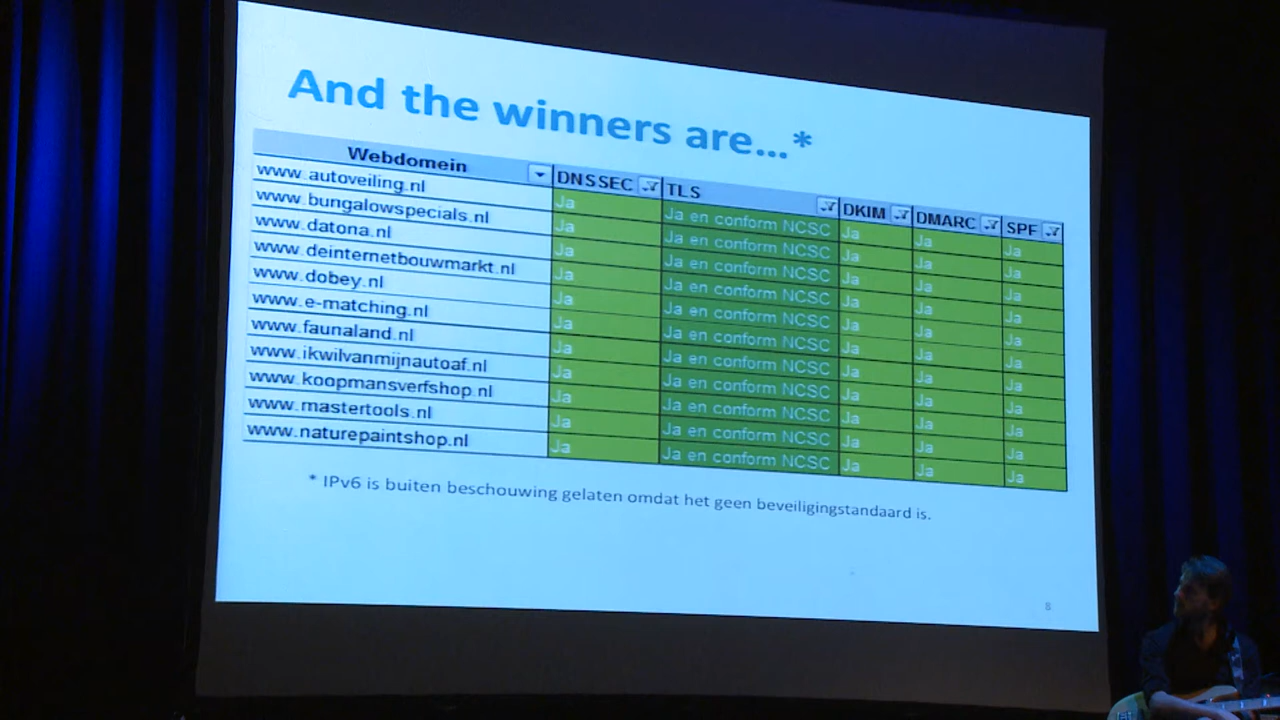 And the winners are...*
Webdomein DNSSEC TLS DKIM DMARC SPF
www.autoveiling.nl Ja Ja en conform NCSC Ja Ja Ja
www.bungalowspecials.nl Ja Ja en conform NCSC Ja Ja Ja
www.datona.nl Ja Ja en conform NCSC Ja Ja Ja
www.deinternetbouwmarkt.nl Ja Ja en conform NCSC Ja Ja Ja
www.dobey.nl Ja Ja en conform NCSC Ja Ja Ja
www.e-matching.nl Ja Ja en conform NCSC Ja Ja Ja
www.faunaland.nl Ja Ja en conform NCSC Ja Ja Ja
www.ikwilvanmijnautoaf.nl Ja Ja en conform NCSC Ja Ja Ja
www.koopmansverfshop.nl Ja Ja en conform NCSC Ja Ja Ja
www.mastertools.nl Ja Ja en conform NCSC Ja Ja Ja
www.naturepaintshop.nl Ja Ja en conform NCSC Ja Ja Ja
* IPv6 is buiten beschouwing gelaten omdat het geen beveiligingstandaard is.
8